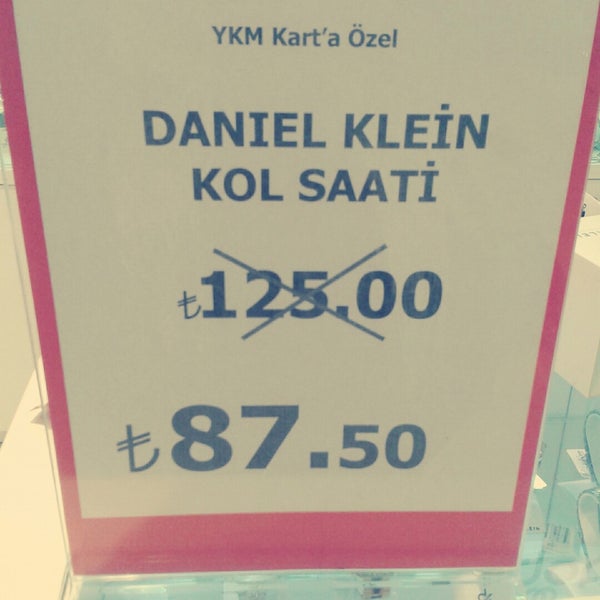 YKM Kart'a Özel
DANIEL KLEİN
KOL SAATİ
₺125.00
₺87.50